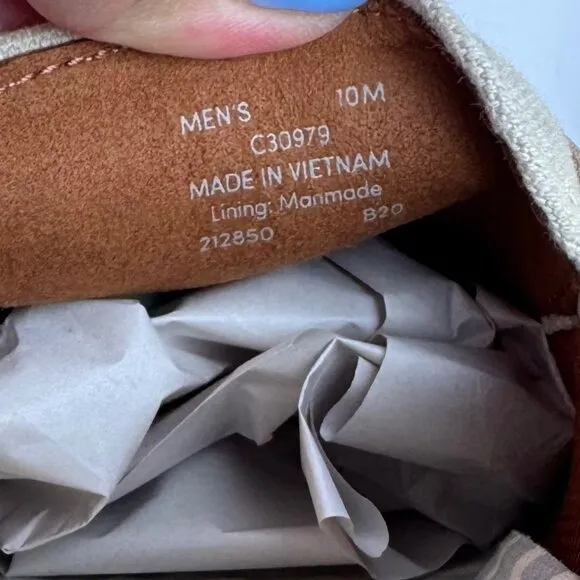 MEN'S 10M
C30979
MADE IN VIETNAM
Lining: Manmade
212850 B20